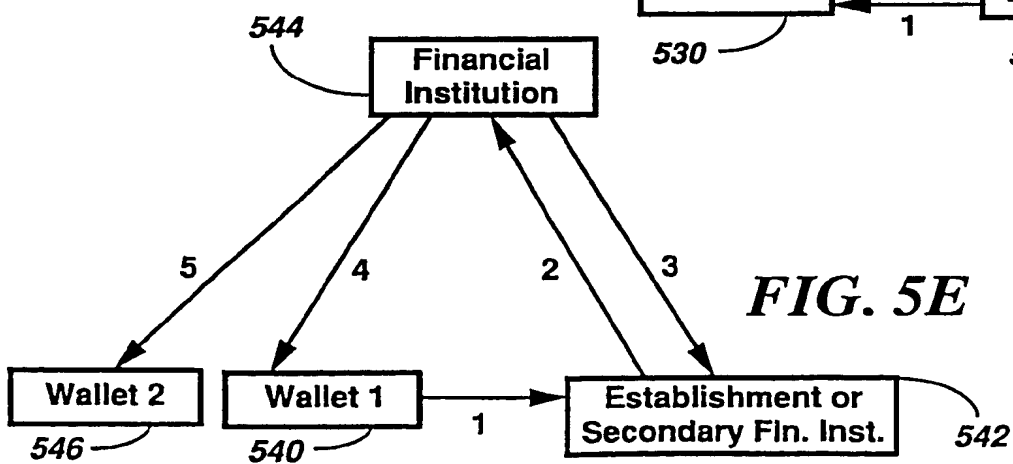 544
530
1
Financial
Institution
5
4
2
3
FIG. 5E
Wallet 2
Wallet 1
1
Establishment or
Secondary Fin. Inst.
546
540
542